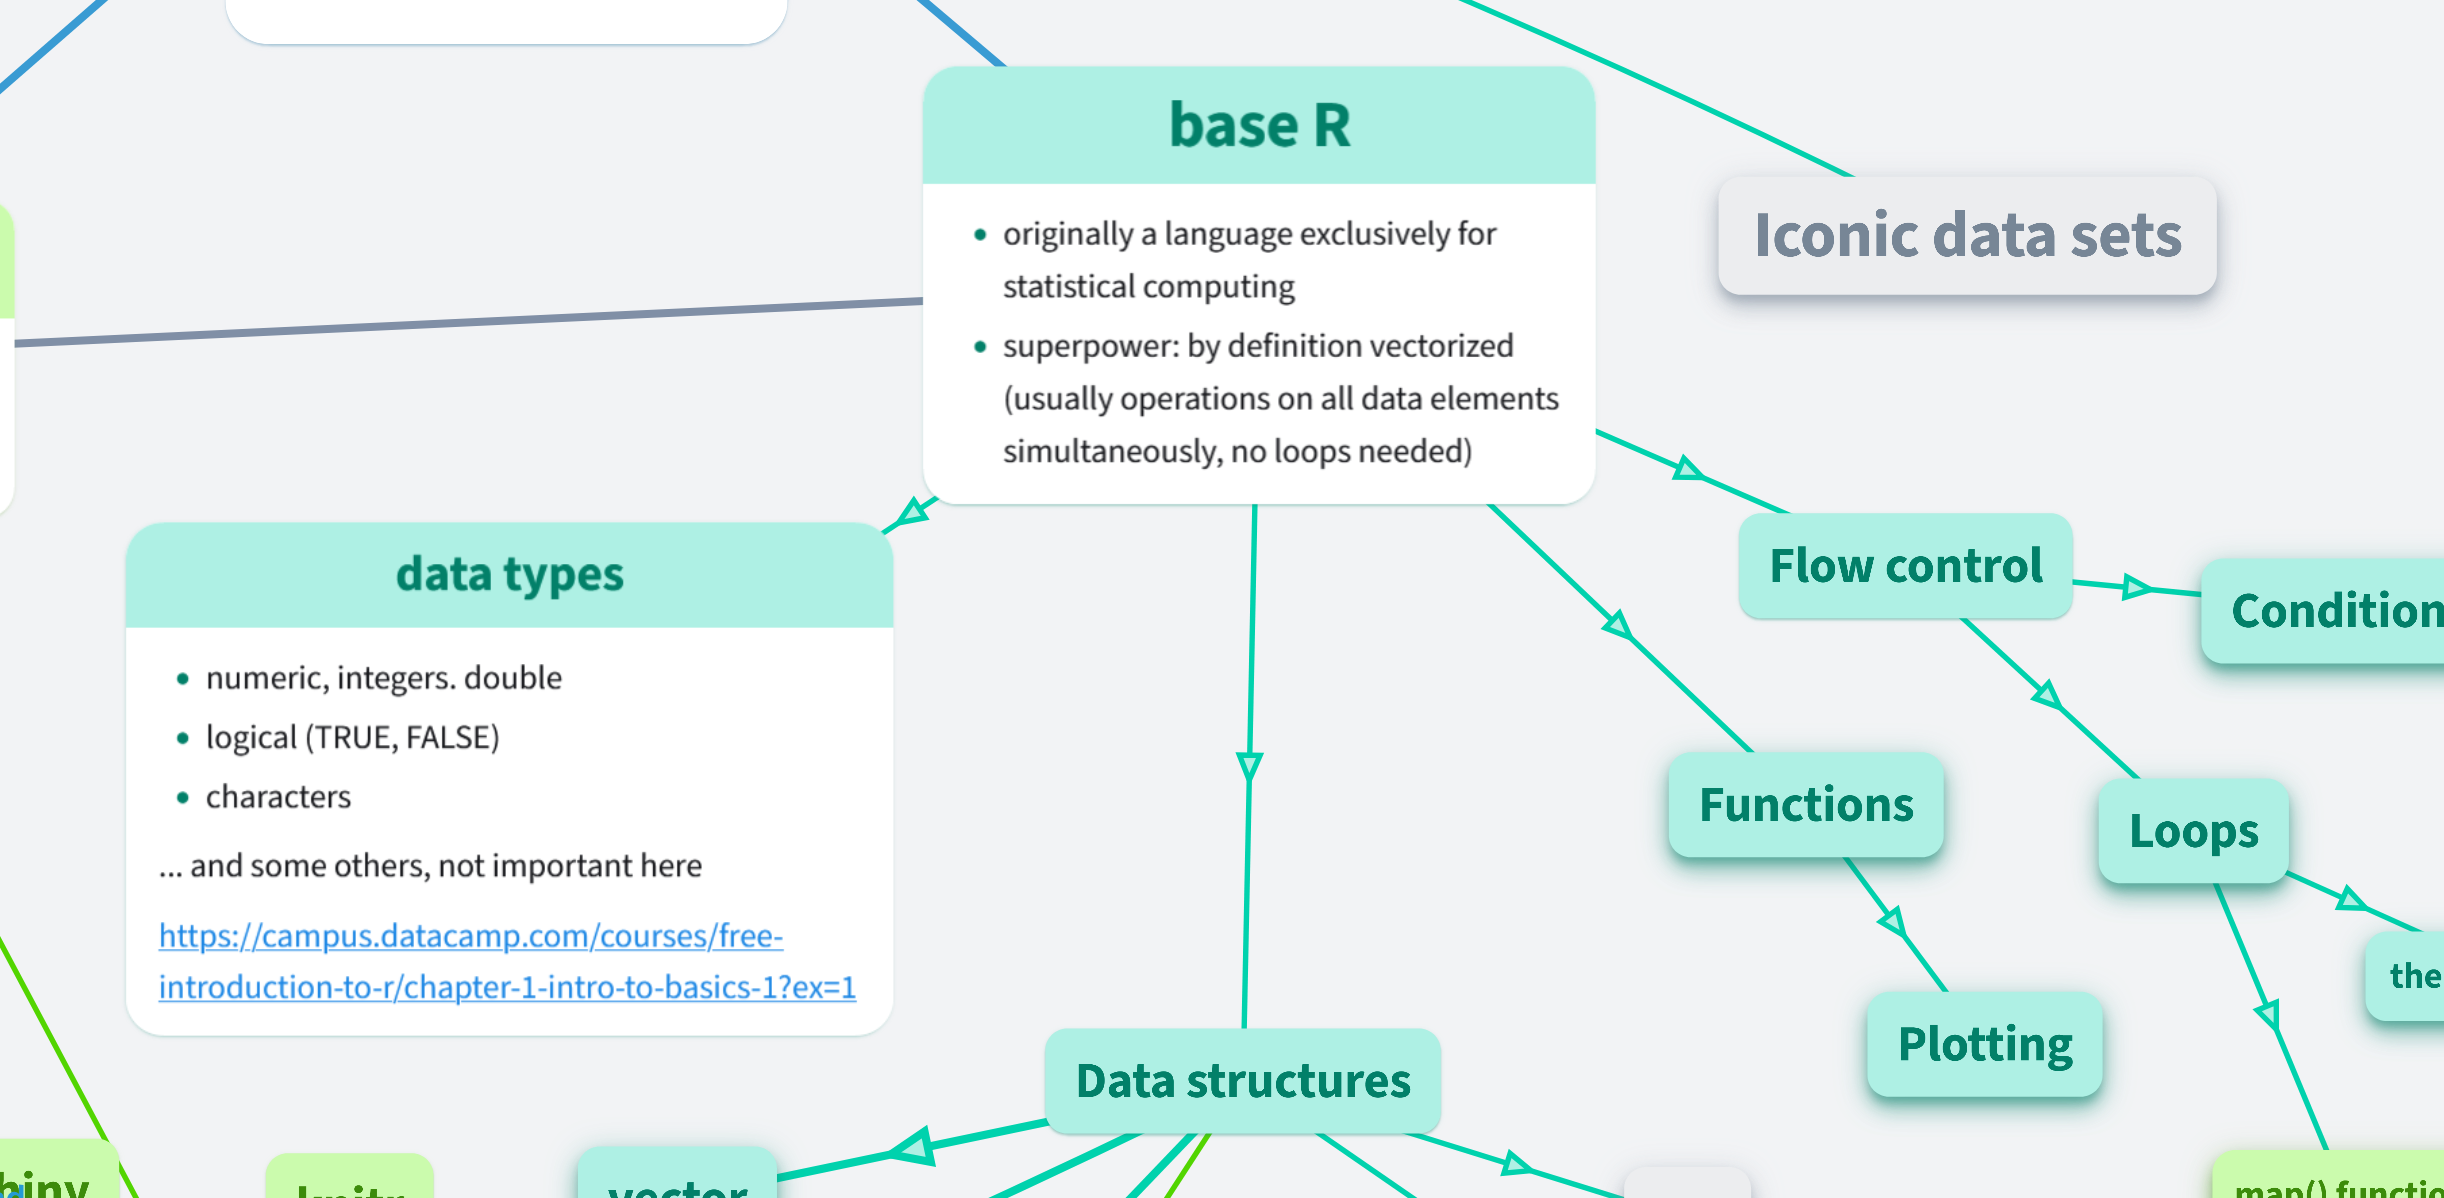 base R
originally a language exclusively for
statistical computing
superpower: by definition vectorized
(usually operations on all data elements
simultaneously, no loops needed)
Iconic data sets
data types
numeric, integers. double
logical (TRUE, FALSE)
characters
... and some others, not important here
https://campus.datacamp.com/courses/free-
introduction-to-r/chapter-1-intro-to-basics-1?ex=1
Flow control
Condition
Functions
Loops
the
Plotting
Data structures
hiny
knitr
vector
map() functio